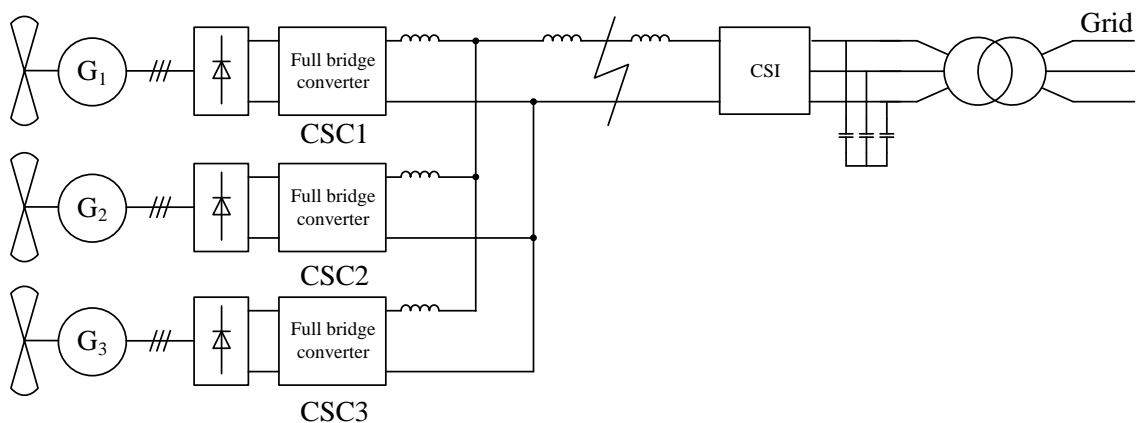 Grid
G₁
Full bridge
converter
CSI
CSC1
G₂
Full bridge
converter
CSC2
G₃
Full bridge
converter
CSC3